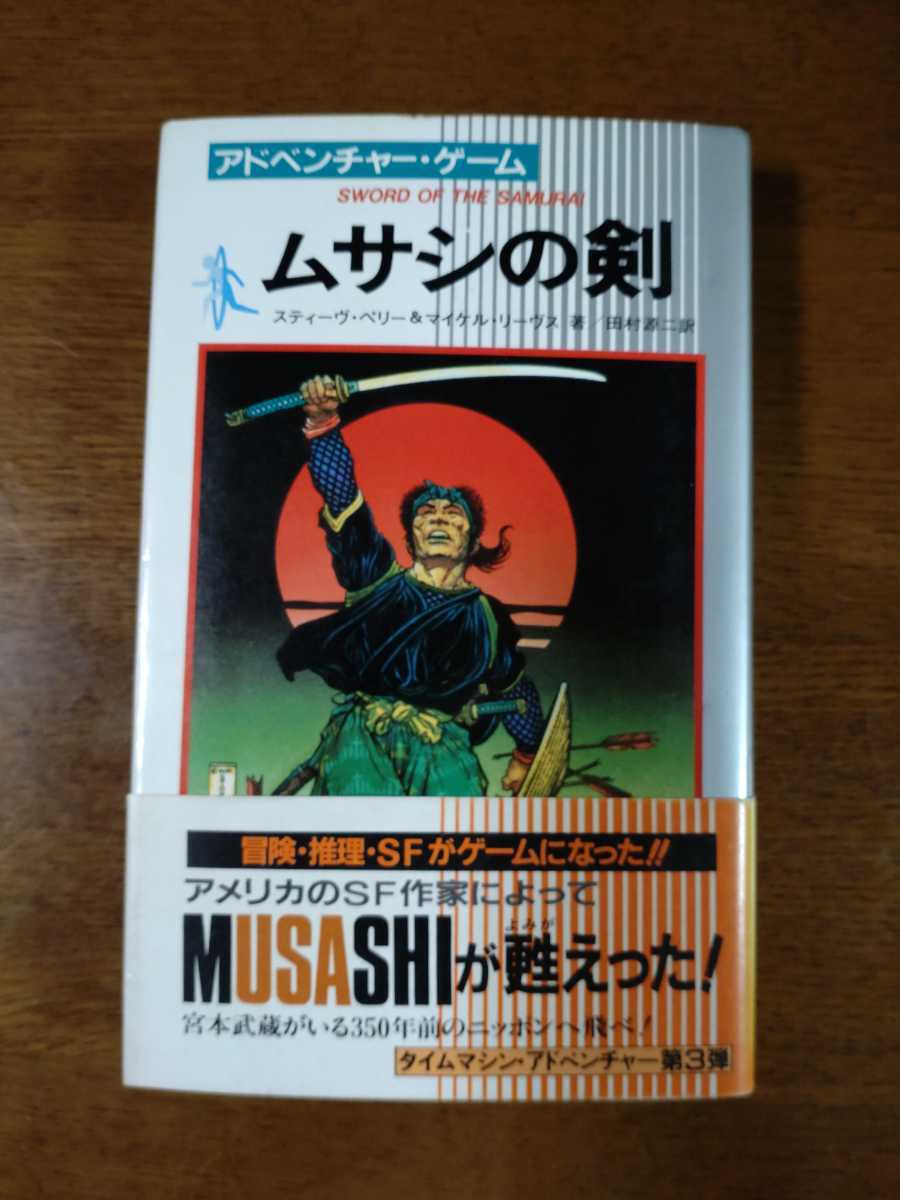 アドベンチャー・ゲーム
SWORD OF THE SAMURAI
ムサシの剣
スティーヴ・ペリー&マイケル・リーヴス 著/田村源二訳
冒険・推理・SFがゲームになった!!
アメリカのSF作家によって
MUSASHIが甦えった!
よみが
宮本武蔵がいる350年前のニッポンへ飛べ!
タイムマシン・アドベンチャー第3弾